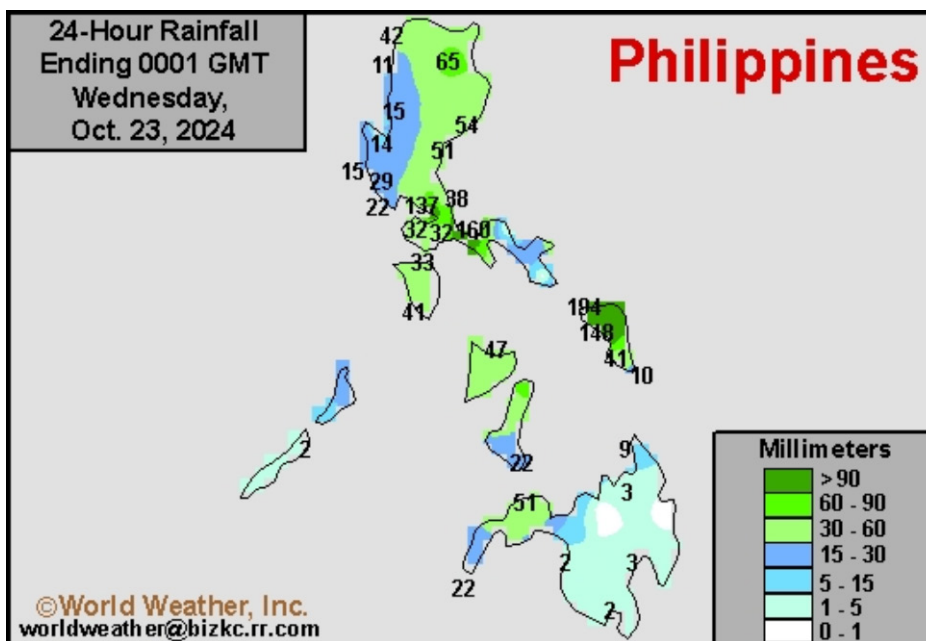 24-Hour Rainfall
Ending 0001 GMT
Wednesday,
Oct. 23, 2024
Philippines
42
11
65
15
54
14
51
15
29
22
137
38
32
32
160
33
41
194
148
41
10
47
2
22
9
3
51
2
3
22
2
Millimeters
> 90
60 - 90
30 - 60
15 - 30
5 - 15
1 - 5
0 - 1
©World Weather, Inc.
worldweather@bizkc.rr.com